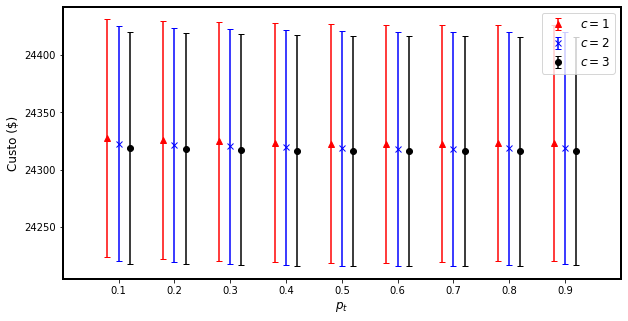 c = 1
c = 2
c = 3
Custo ($)
24400
24350
24300
24250
0.1 0.2 0.3 0.4 0.5 0.6 0.7 0.8 0.9
p_t